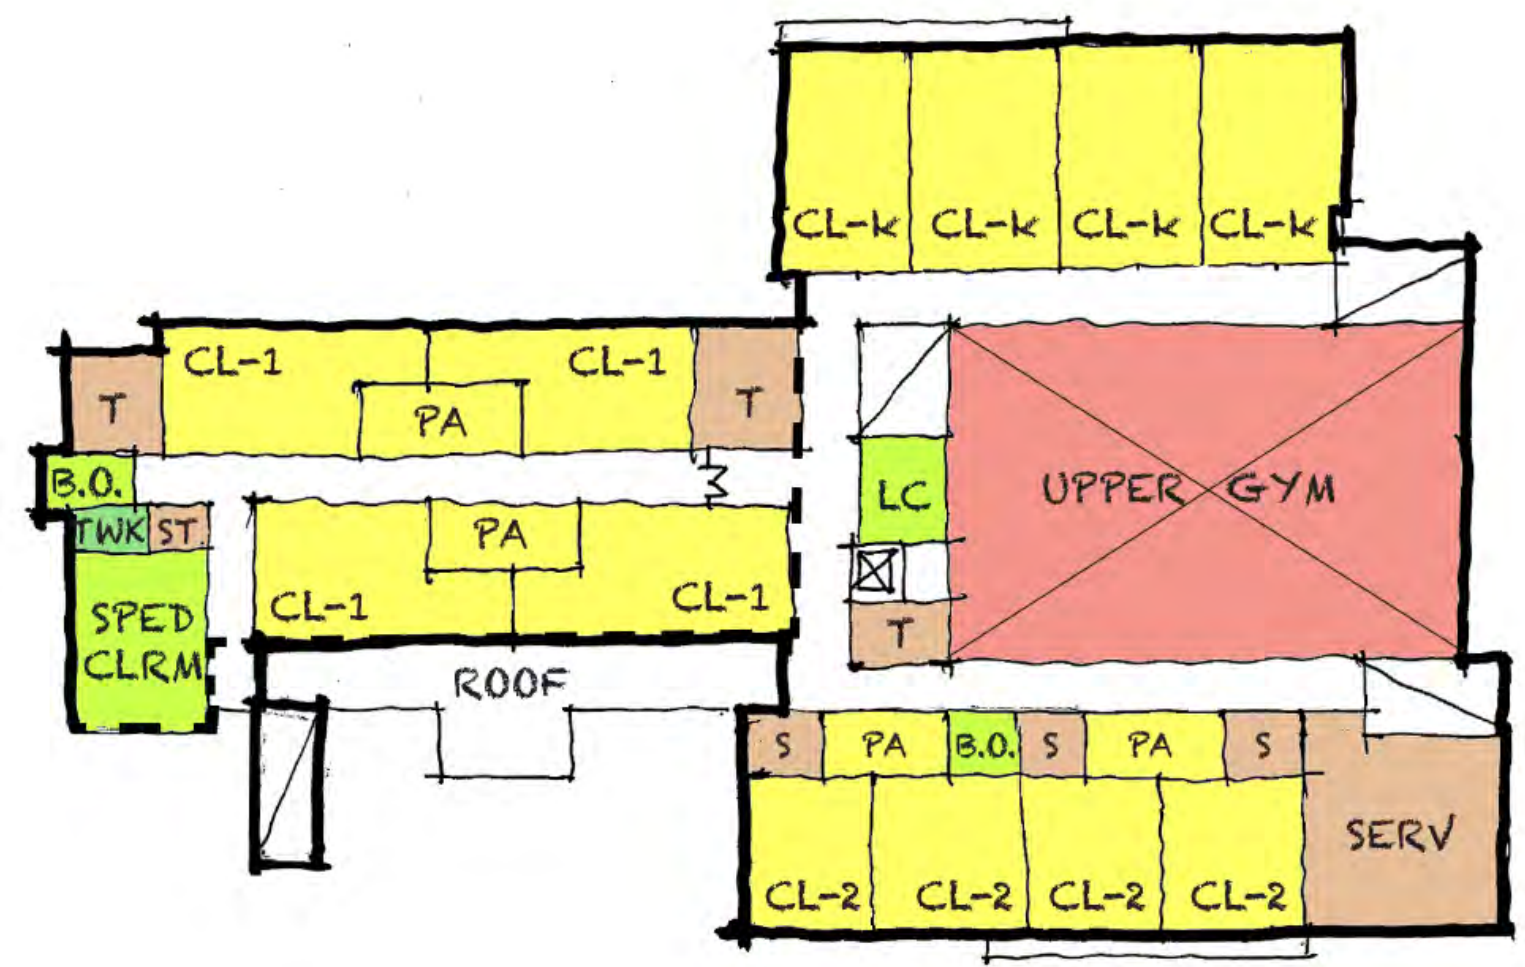 CL-k CL-k CL-k CL-k
CL-1 CL-1
T PA T
B.O.
LC UPPER GYM
TWK ST PA
CL-1 CL-1
SPED
CLRM
T
ROOF
S PA B.O. S PA S
SERV
CL-2 CL-2 CL-2 CL-2